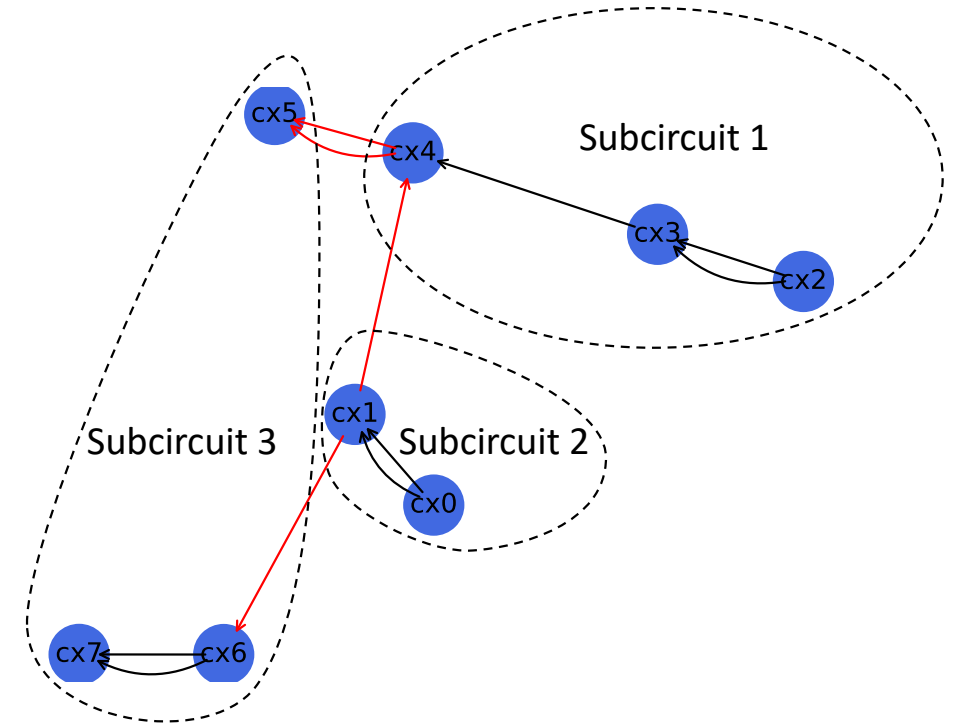 cx5
cx4
Subcircuit 1
cx3
cx2
cx1
Subcircuit 3
Subcircuit 2
cx0
cx7
cx6